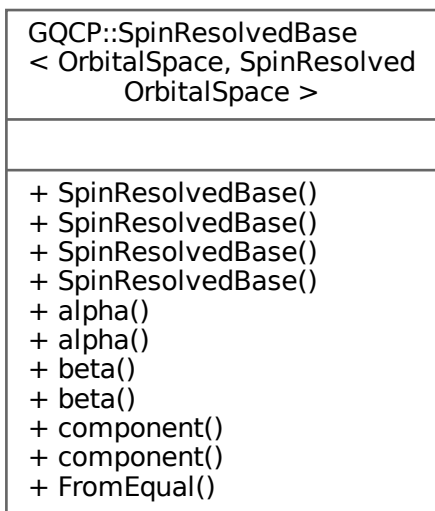 GQCP::SpinResolvedBase
< OrbitalSpace, SpinResolved
OrbitalSpace >
+ SpinResolvedBase()
+ SpinResolvedBase()
+ SpinResolvedBase()
+ SpinResolvedBase()
+ alpha()
+ alpha()
+ beta()
+ beta()
+ component()
+ component()
+ FromEqual()